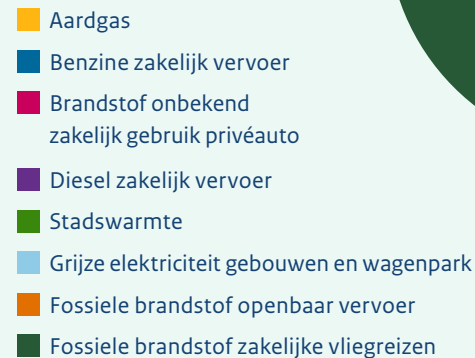 Aardgas
Benzine zakelijk vervoer
Brandstof onbekend
zakelijk gebruik privéauto
Diesel zakelijk vervoer
Stadswarmte
Grijze elektriciteit gebouwen en wagenpark
Fossiele brandstof openbaar vervoer
Fossiele brandstof zakelijke vliegreizen